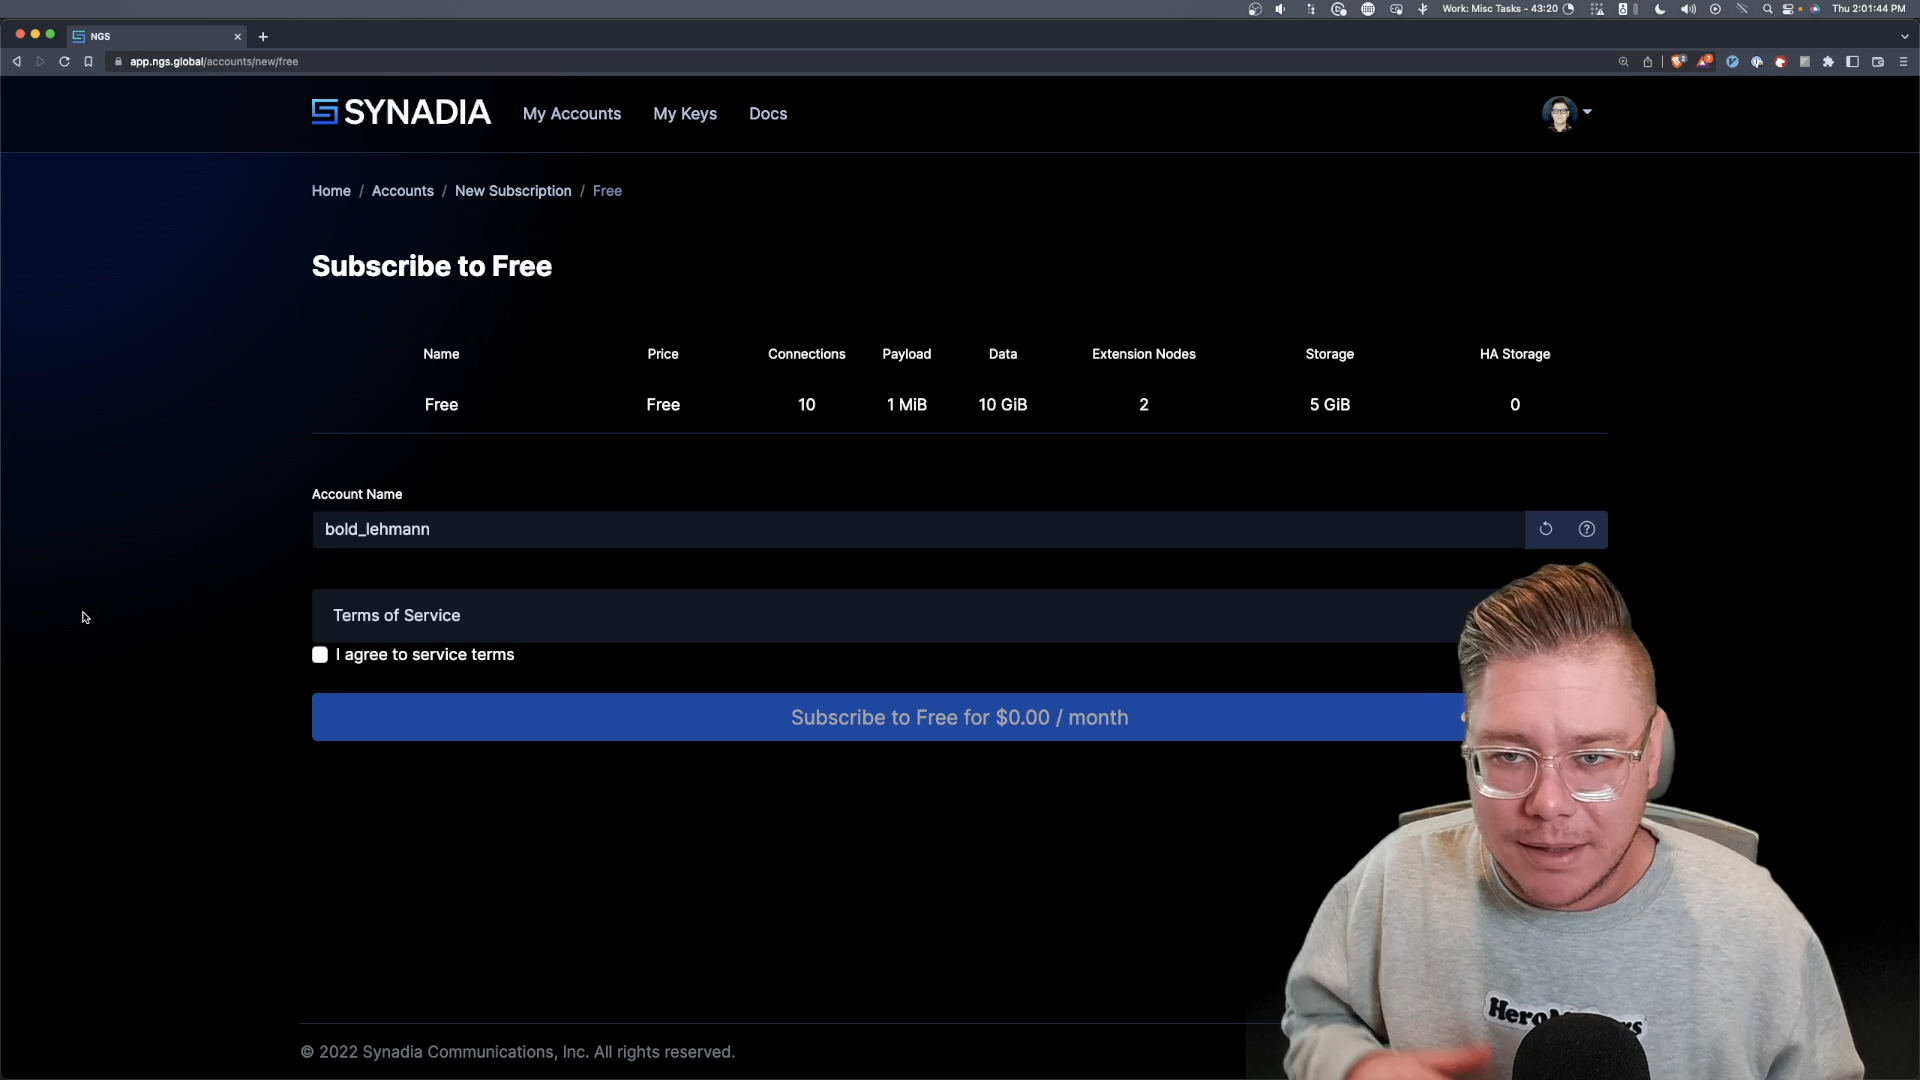 Work: Misc Tasks - 43:20
Thu 2:01:44 PM
NGS
app.ngs.global/accounts/new/free
SYNADIA
My Accounts
My Keys
Docs
Home / Accounts / New Subscription / Free
Subscribe to Free
Name Price Connections Payload Data Extension Nodes Storage HA Storage
Free Free 10 1 MiB 10 GiB 2 5 GiB 0
Account Name
bold_lehmann
Terms of Service
I agree to service terms
Subscribe to Free for $0.00 / month
© 2022 Synadia Communications, Inc. All rights reserved.